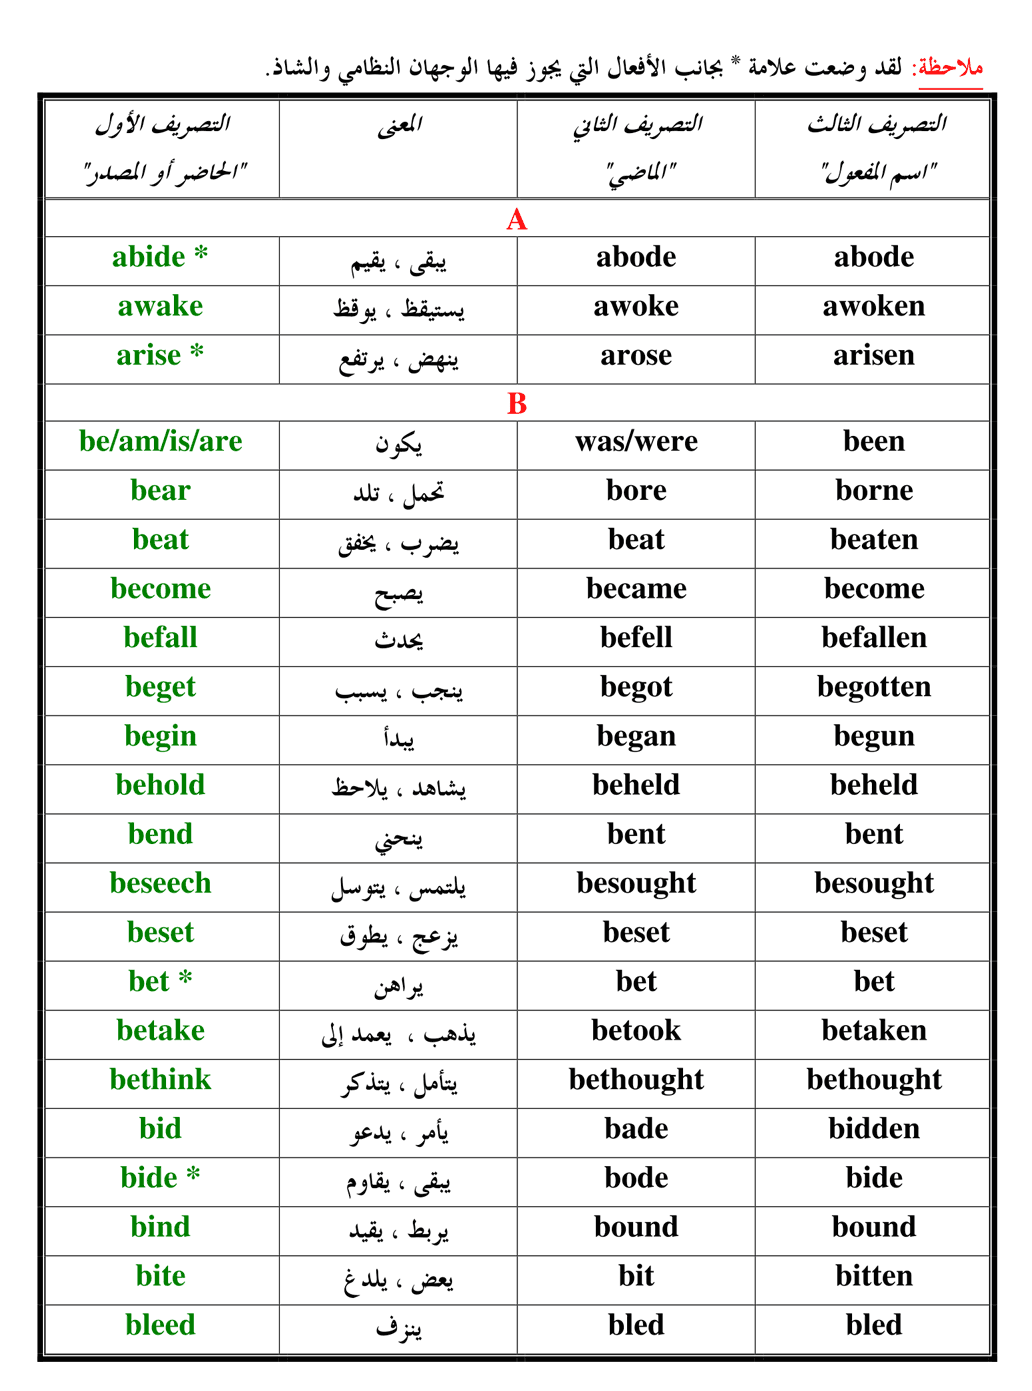 ملاحظة: لقد وضعت علامة * بجانب الأفعال التي يجوز فيها الوجهان النظامي والشاذ.
التصريف الأول المعنى التصريف الثاني التصريف الثالث
"الحاضر أو المصدر" "الماضي" "اسم المفعول"
A
abide * يبقى ، يقيم abode abode
awake يستيقظ ، يوقظ awoke awoken
arise * ينهض ، يرتفع arose arisen
B
be/am/is/are يكون was/were been
bear تحمل ، تلد bore borne
beat يضرب ، يخفق beat beaten
become يصبح became become
befall يحدث befell befallen
beget ينجب ، يسبب begot begotten
begin يبدأ began begun
behold يشاهد ، يلاحظ beheld beheld
bend ينحني bent bent
beseech يلتمس ، يتوسل besought besought
beset يزعج ، يطوق beset beset
bet * يراهن bet bet
betake يذهب ، يعمد إلى betook betaken
bethink يتأمل ، يتذكر bethought bethought
bid يأمر ، يدعو bade bidden
bide * يبقى ، يقاوم bode bide
bind يربط ، يقيد bound bound
bite يعض ، يلدغ bit bitten
bleed ينزف bled bled